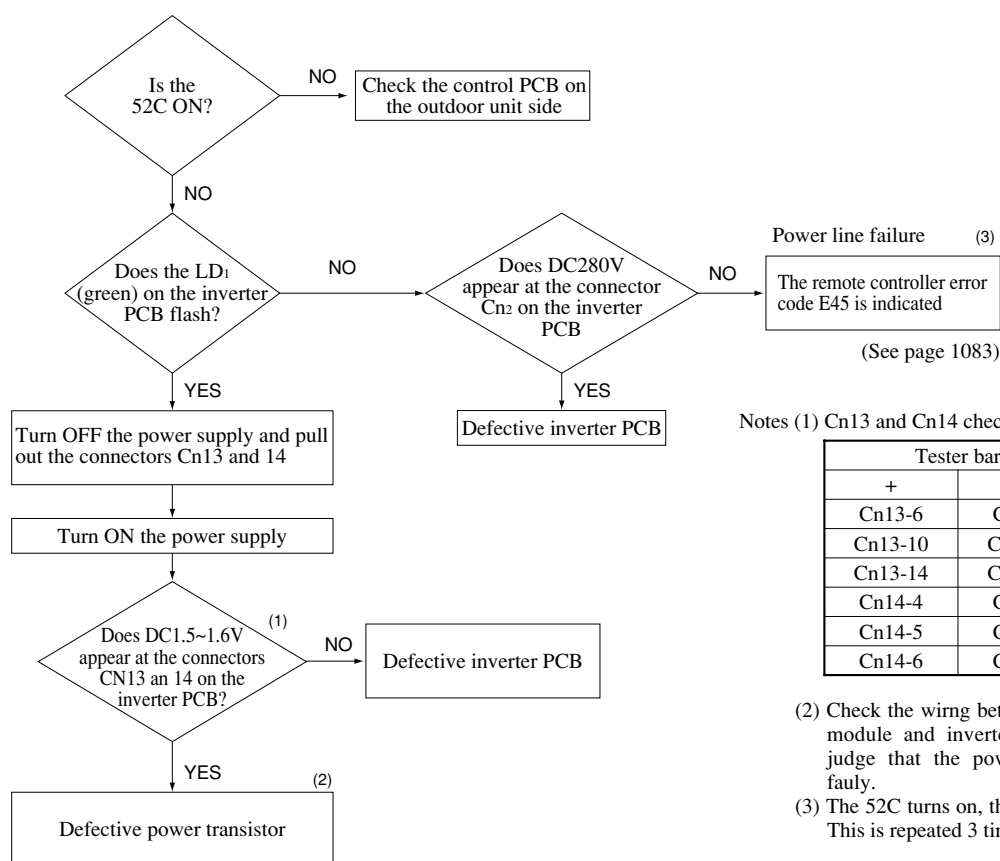 Is the
52C ON?
NO
Check the control PCB on
the outdoor unit side
NO
Does the LD1
(green) on the inverter
PCB flash?
NO
Does DC280V
appear at the connector
Cn2 on the inverter
PCB
NO
Power line failure (3)
The remote controller error
code E45 is indicated
(See page 1083)
YES
YES
Turn OFF the power supply and pull
out the connectors Cn13 and 14
Defective inverter PCB
Turn ON the power supply
(1)
Does DC1.5~1.6V
appear at the connectors
CN13 an 14 on the
inverter PCB?
NO
Defective inverter PCB
YES
(2)
Defective power transistor
Notes (1) Cn13 and Cn14 chec
Tester bar
+
Cn13-6 C
Cn13-10 C
Cn13-14 C
Cn14-4 C
Cn14-5 C
Cn14-6 C
(2) Check the wirng bet
module and inverte
judge that the pow
fauly.
(3) The 52C turns on, th
This is repeated 3 tin